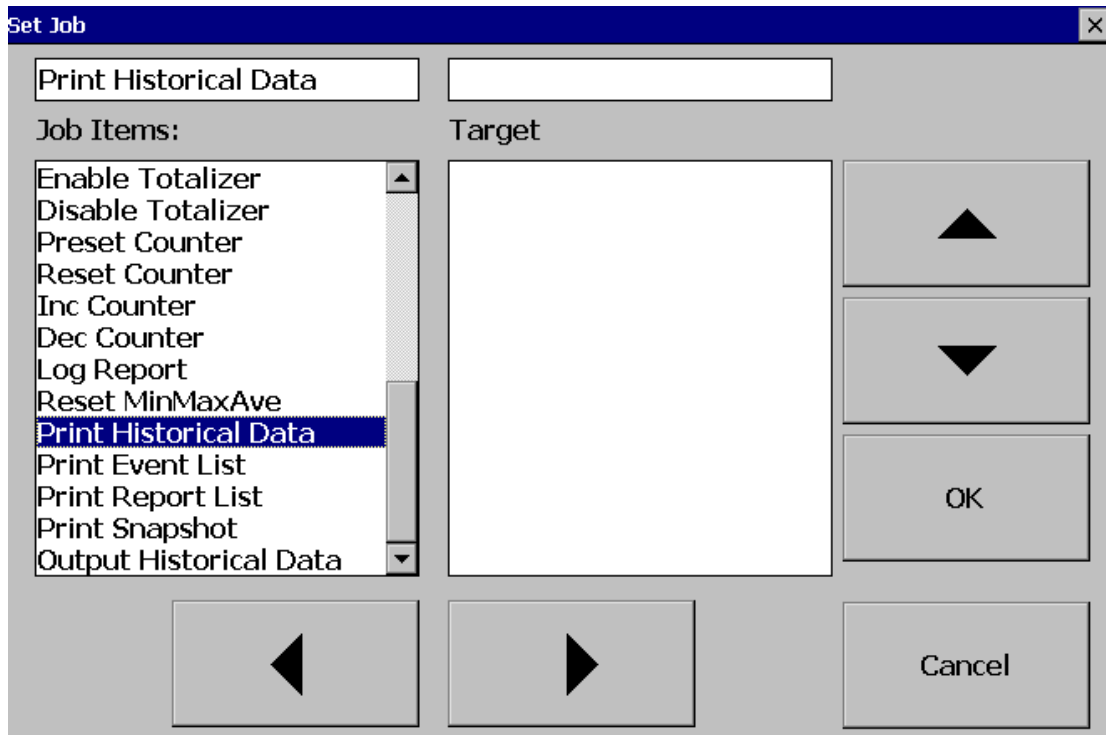 Set Job
Print Historical Data
Job Items:
Target
Enable Totalizer
Disable Totalizer
Preset Counter
Reset Counter
Inc Counter
Dec Counter
Log Report
Reset MinMaxAve
Print Historical Data
Print Event List
Print Report List
Print Snapshot
Output Historical Data
OK
Cancel